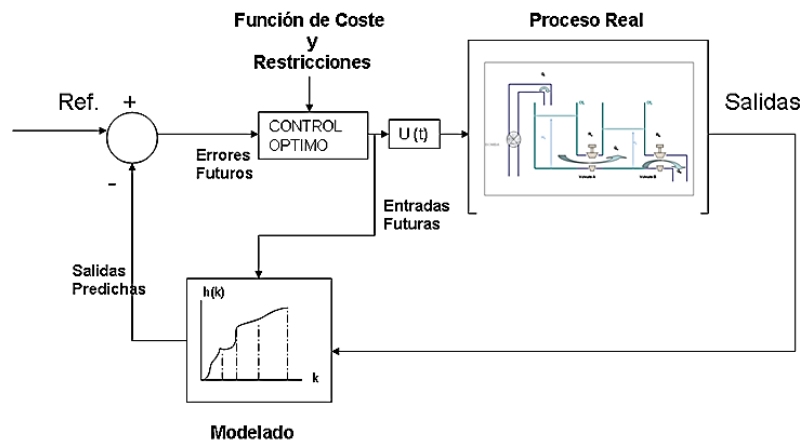 Función de Coste
y
Restricciones
Proceso Real
Ref.
+
-
Errores
Futuros
CONTROL
OPTIMO
U (t)
Salidas
Entradas
Futuras
Salidas
Predichas
h(k)
k
Modelado